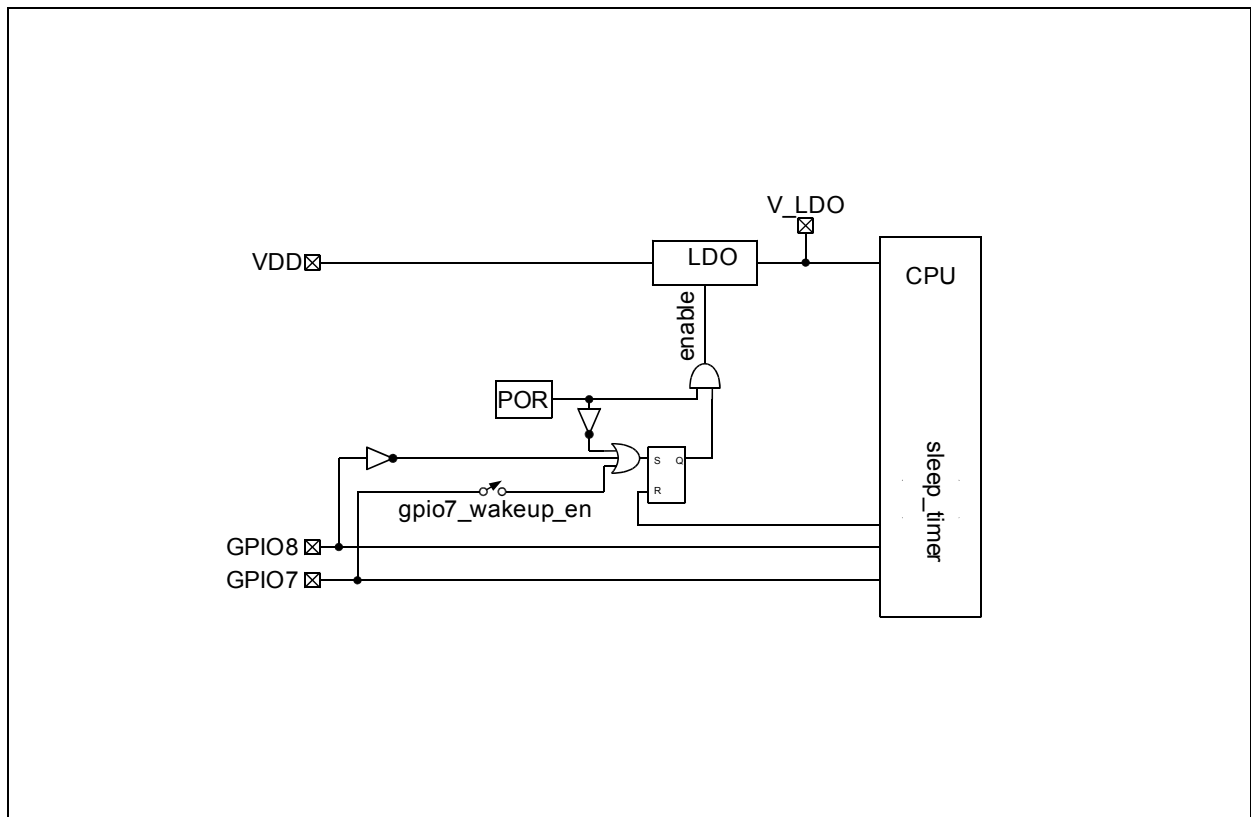 V_LDO
VDD
LDO
CPU
enable
POR
S
Q
R
gpio7_wakeup_en
sleep_timer
GPIO8
GPIO7